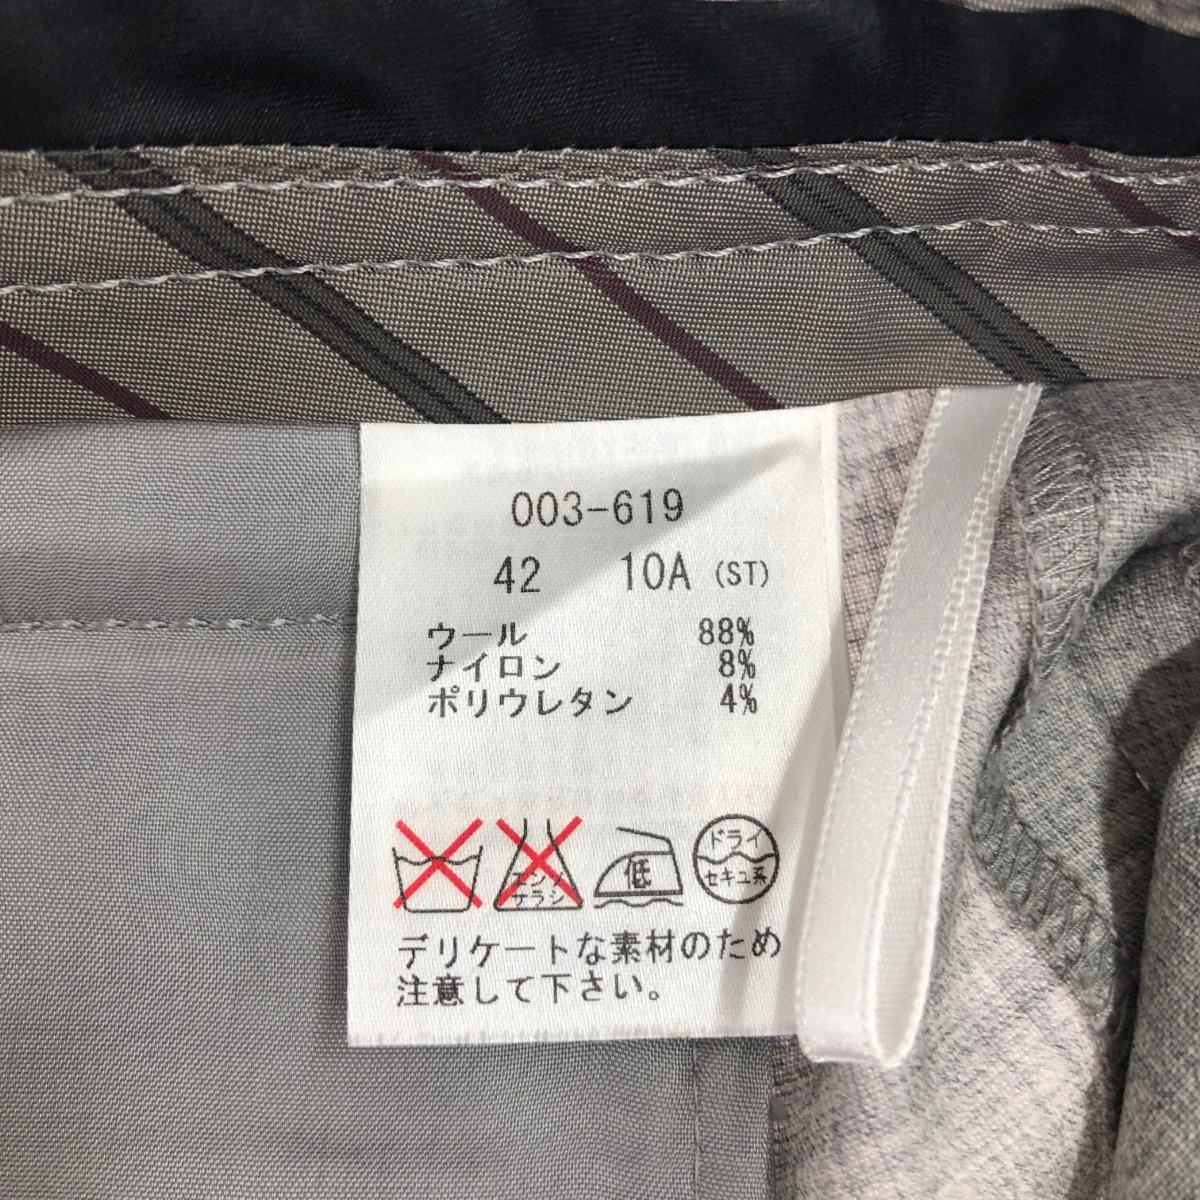 003-619
42 10A (ST)
ウール 88%
ナイロン 8%
ポリウレタン 4%
エンソ
サラシ
低
ドライ
セキユ系
デリケートな素材のため
注意して下さい。